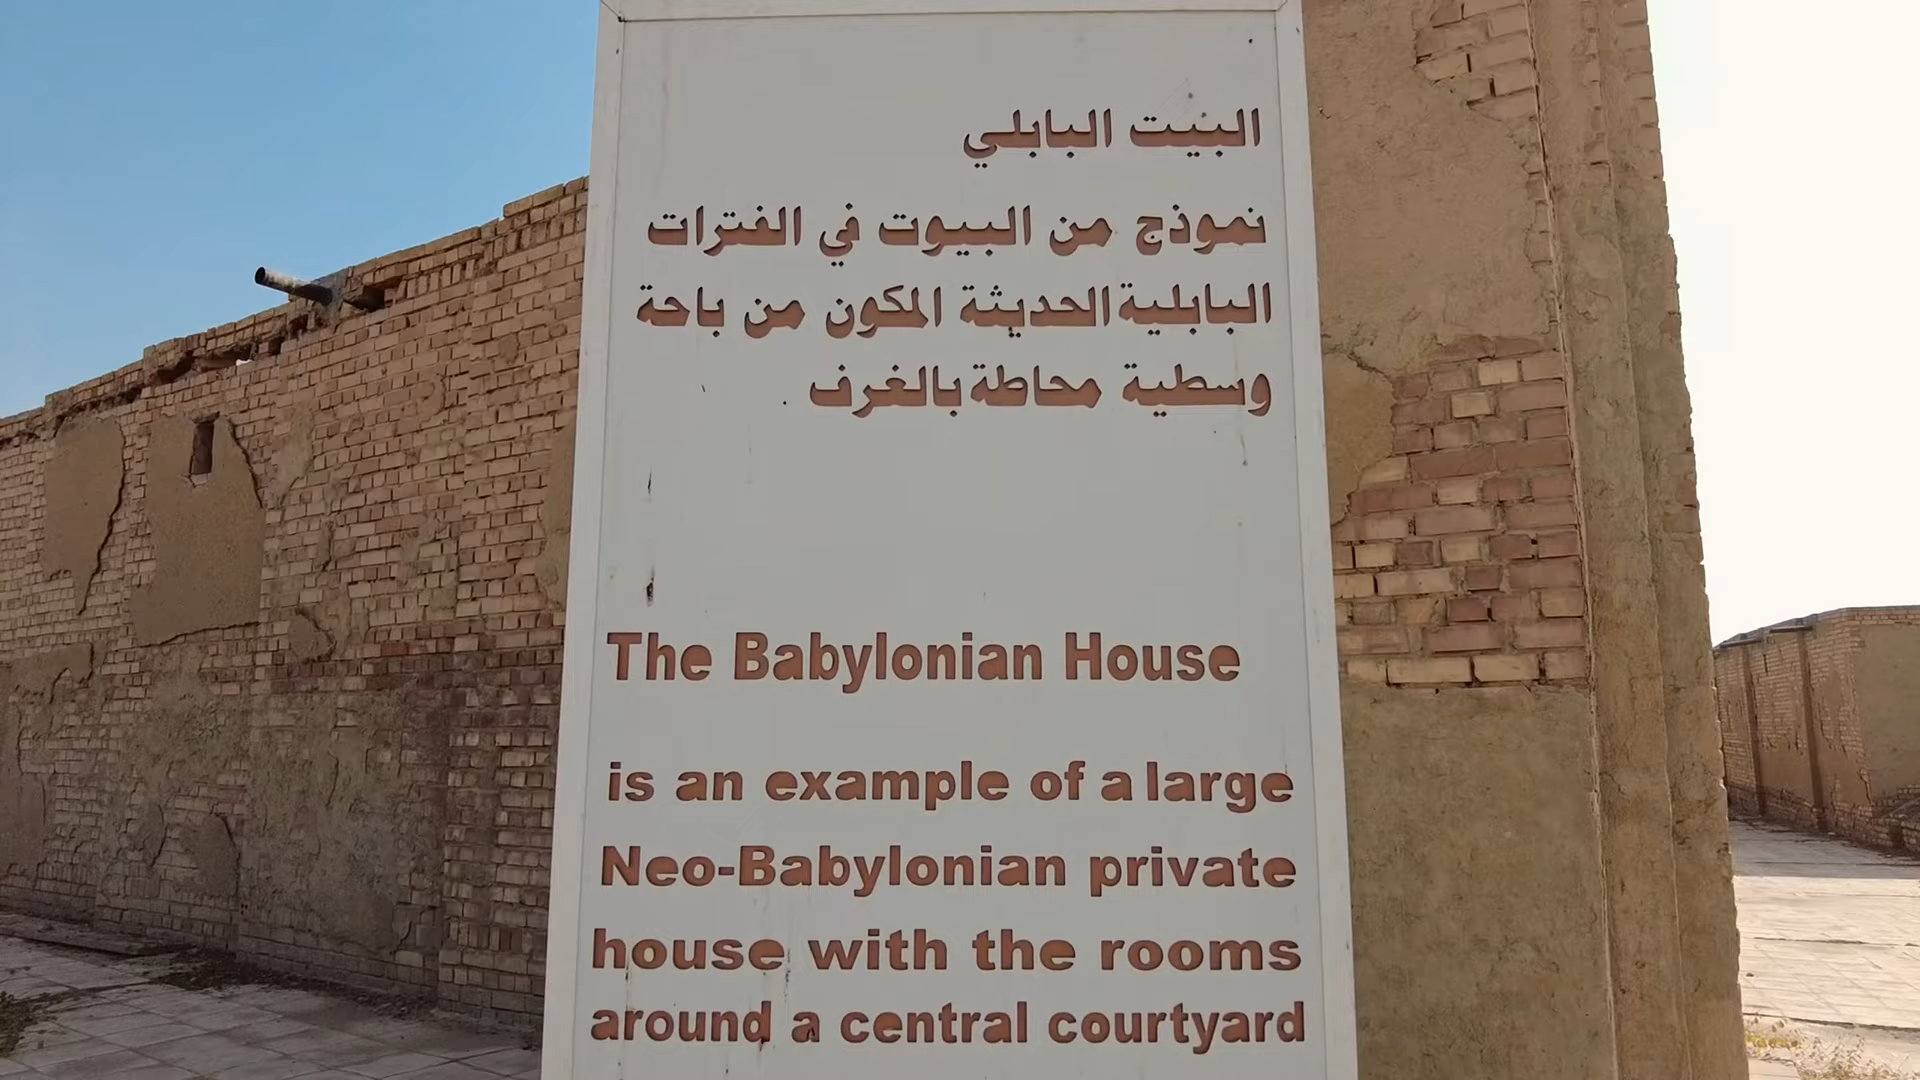 البيت البابلي
نموذج من البيوت في الفترات
البابلية الحديثة المكون من باحة
وسطية محاطة بالغرف
The Babylonian House
is an example of a large
Neo-Babylonian private
house with the rooms
around a central courtyard